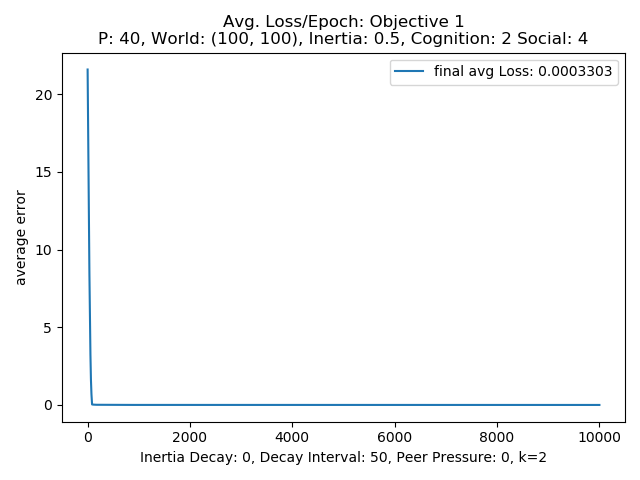 Avg. Loss/Epoch: Objective 1
P: 40, World: (100, 100), Inertia: 0.5, Cognition: 2 Social: 4
final avg Loss: 0.0003303
average error
20
15
10
5
0
0 2000 4000 6000 8000 10000
Inertia Decay: 0, Decay Interval: 50, Peer Pressure: 0, k=2